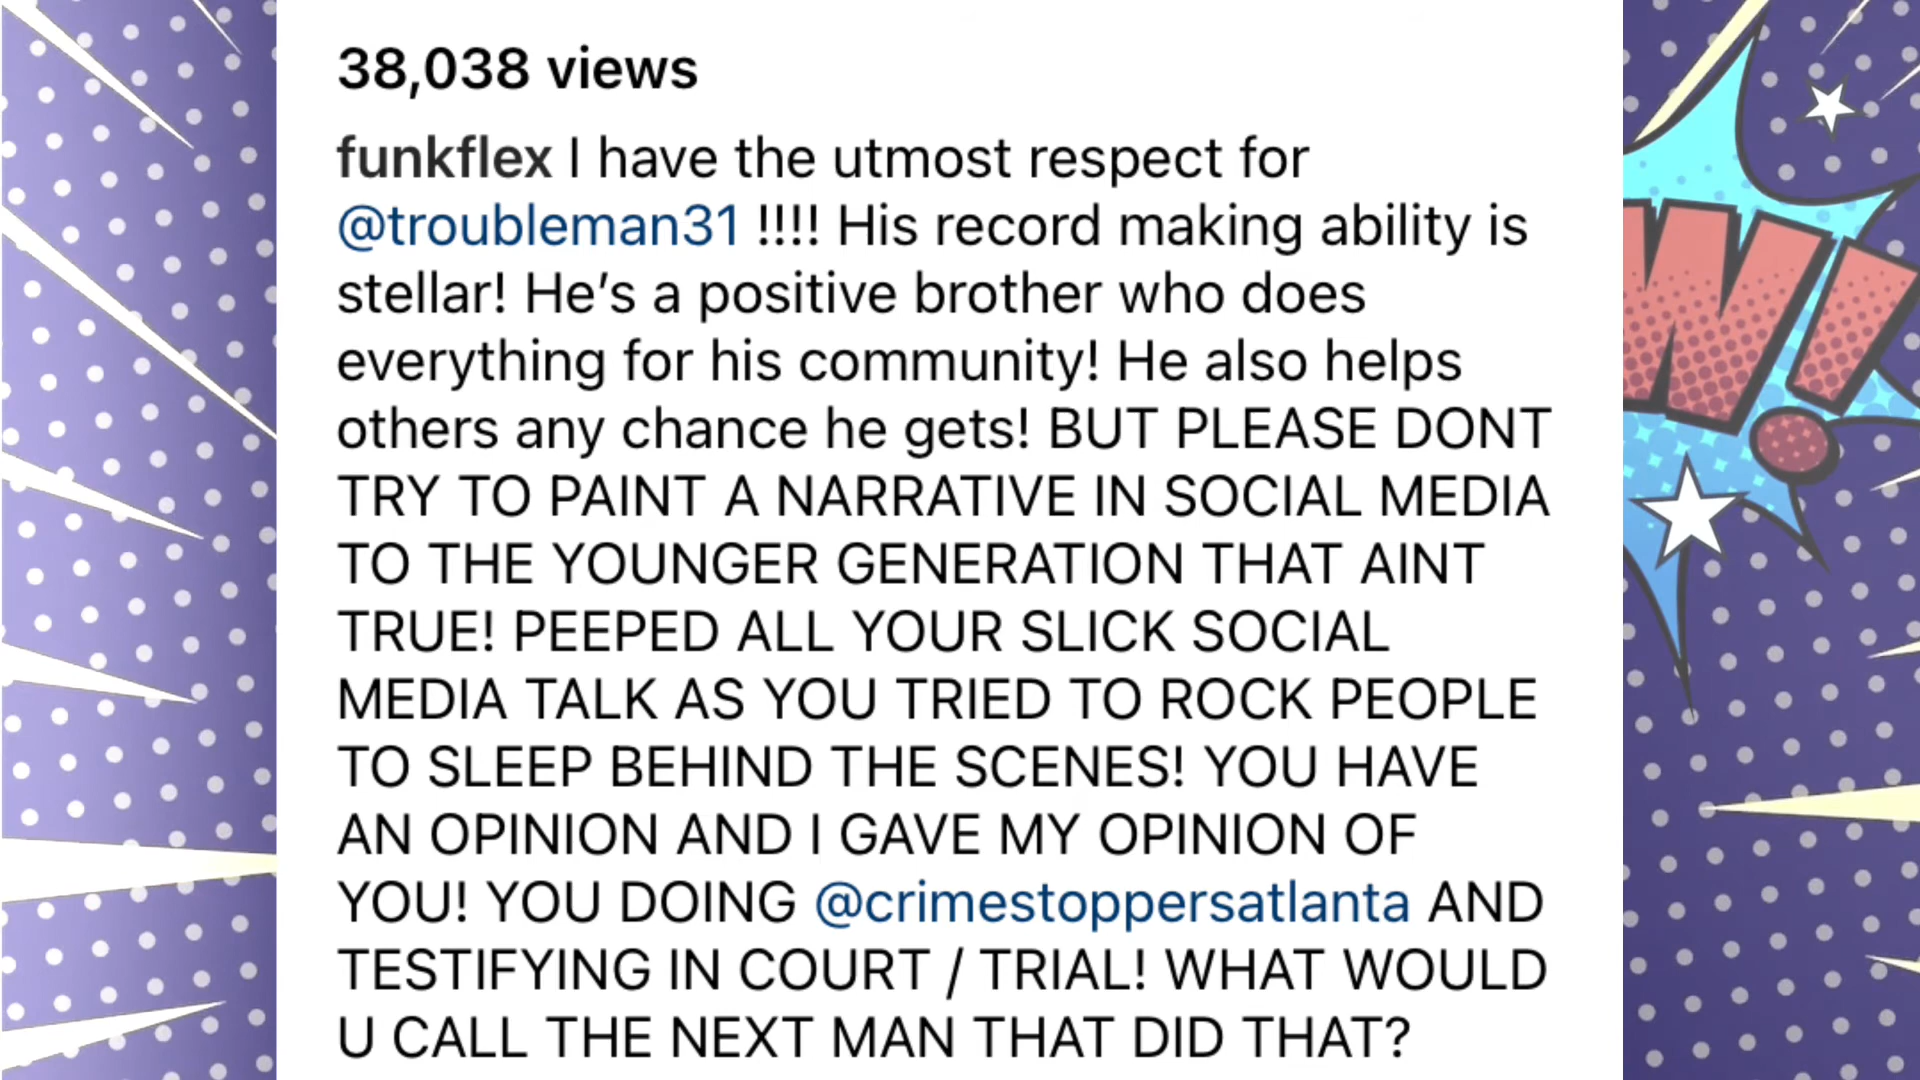 38,038 views
funkflex I have the utmost respect for
@troubleman31 !!!! His record making ability is
stellar! He’s a positive brother who does
everything for his community! He also helps
others any chance he gets! BUT PLEASE DONT
TRY TO PAINT A NARRATIVE IN SOCIAL MEDIA
TO THE YOUNGER GENERATION THAT AINT
TRUE! PEEPED ALL YOUR SLICK SOCIAL
MEDIA TALK AS YOU TRIED TO ROCK PEOPLE
TO SLEEP BEHIND THE SCENES! YOU HAVE
AN OPINION AND I GAVE MY OPINION OF
YOU! YOU DOING @crimestoppersatlanta AND
TESTIFYING IN COURT / TRIAL! WHAT WOULD
U CALL THE NEXT MAN THAT DID THAT?
W!